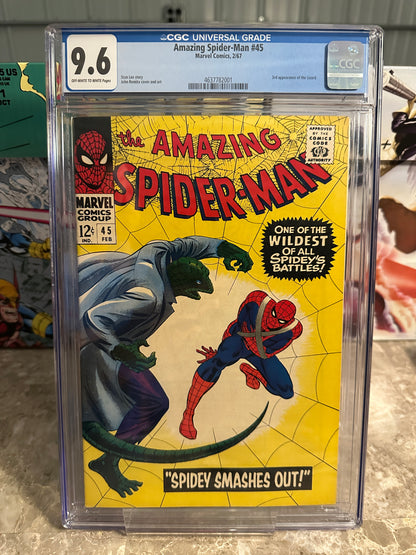 CGC UNIVERSAL GRADE
9.6
OFF-WHITE TO WHITE Pages
Amazing Spider-Man #45
Marvel Comics, 2/67
Stan Lee story
John Romita cover and art
3rd appearance of the Lizard.
4637782001
CGC
the AMAZING
SPIDER-MAN
APPROVED
BY THE
COMICS
CODE
AUTHORITY
MARVEL
COMICS
GROUP
12¢
IND.
45
FEB
ONE OF THE
WILDEST
OF ALL
SPIDEY'S
BATTLES!
"SPIDEY SMASHES OUT!"
US
1
OCT